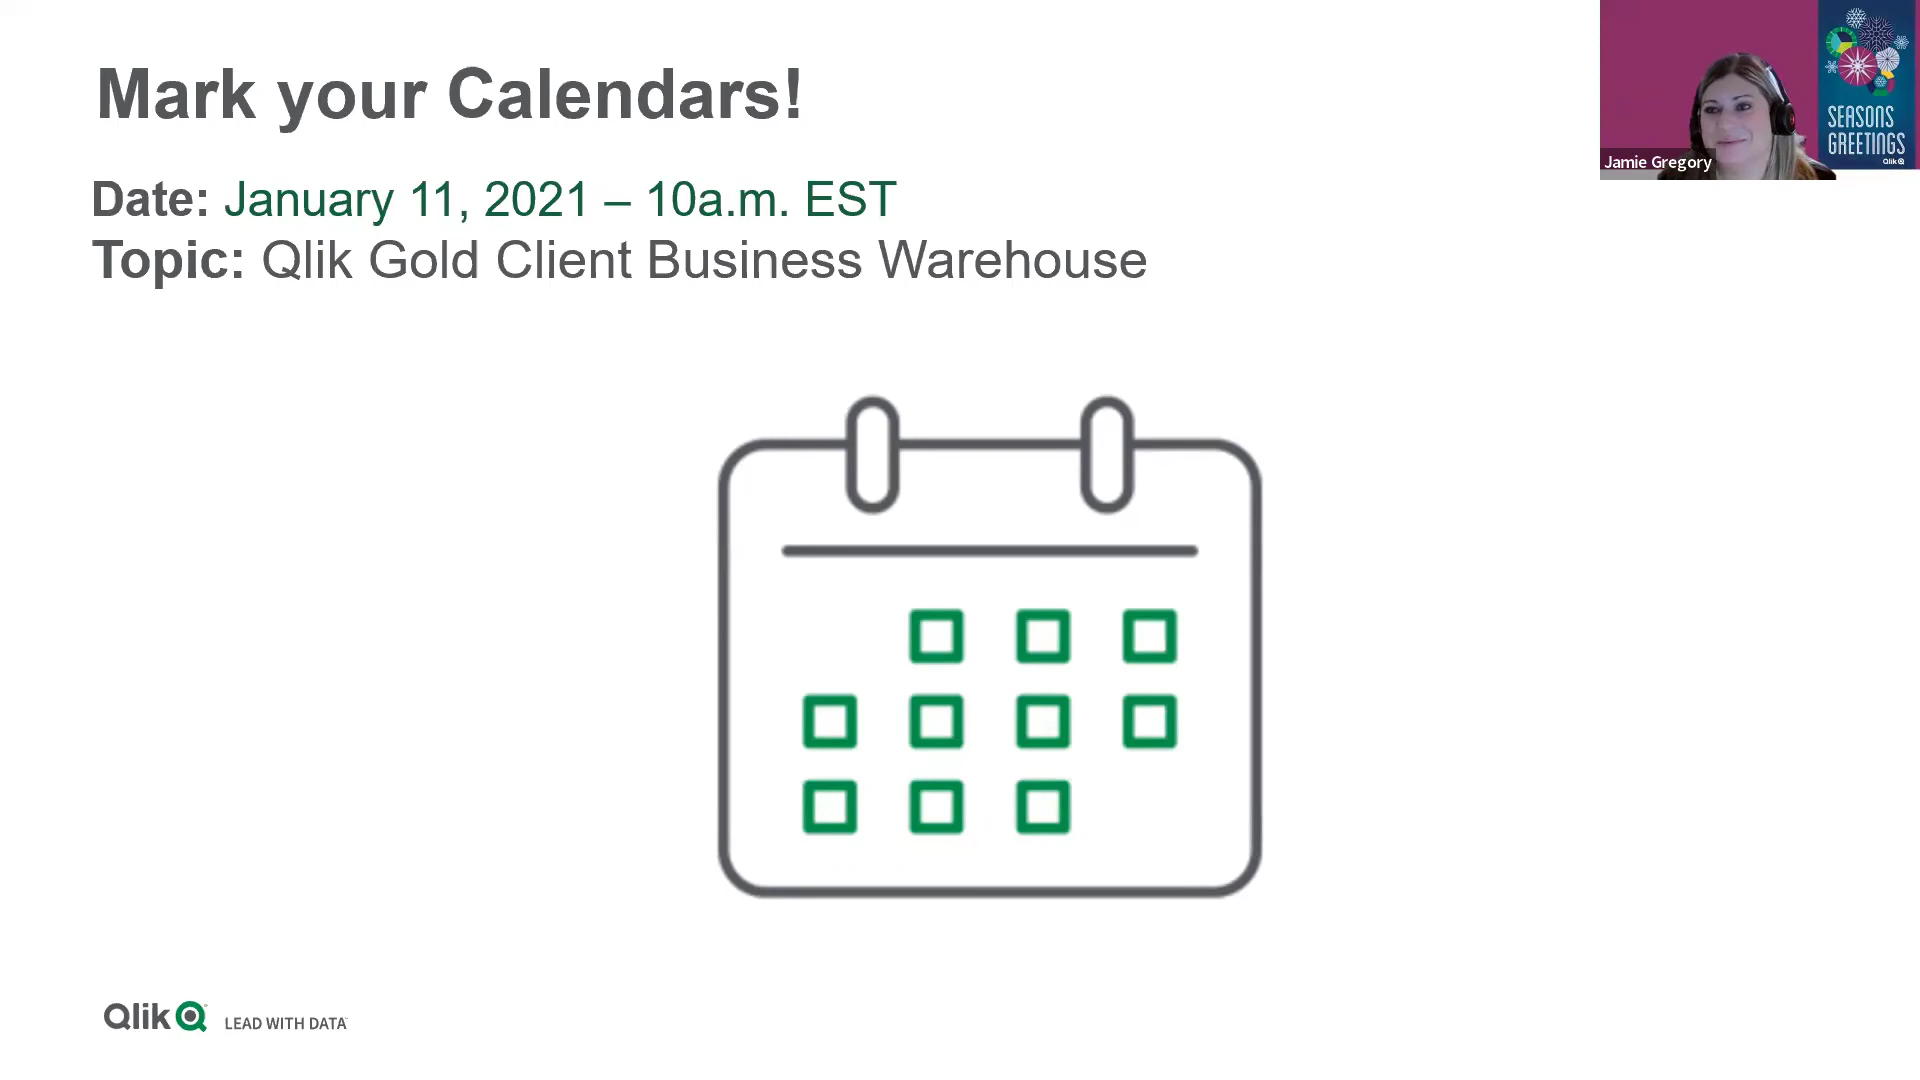 Mark your Calendars!
Date: January 11, 2021 – 10a.m. EST
Topic: Qlik Gold Client Business Warehouse
SEASONS
GREETINGS
Qlik
Jamie Gregory
Qlik LEAD WITH DATA